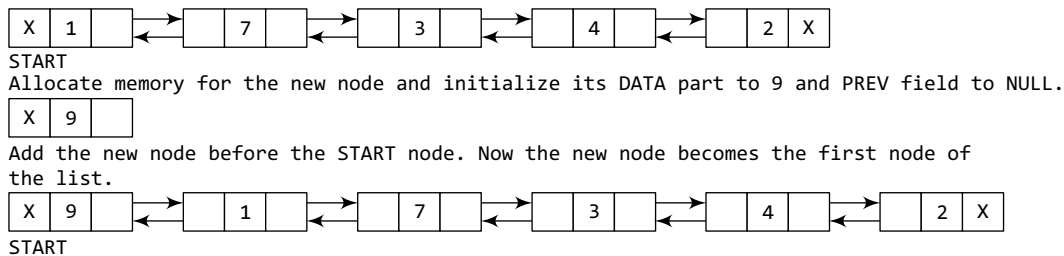 X 1 7 3 4 2 X
START
Allocate memory for the new node and initialize its DATA part to 9 and PREV field to NULL.
X 9
Add the new node before the START node. Now the new node becomes the first node of
the list.
X 9 1 7 3 4 2 X
START